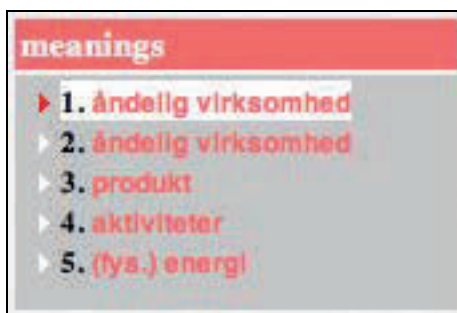 meanings
1. åndelig virksomhed
2. åndelig virksomhed
3. produkt
4. aktiviteter
5. (fys.) energi